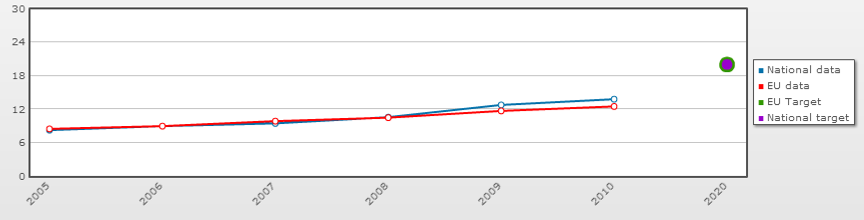 30
24
18
12
6
0
2005 2006 2007 2008 2009 2010 2020
National data
EU data
EU Target
National target